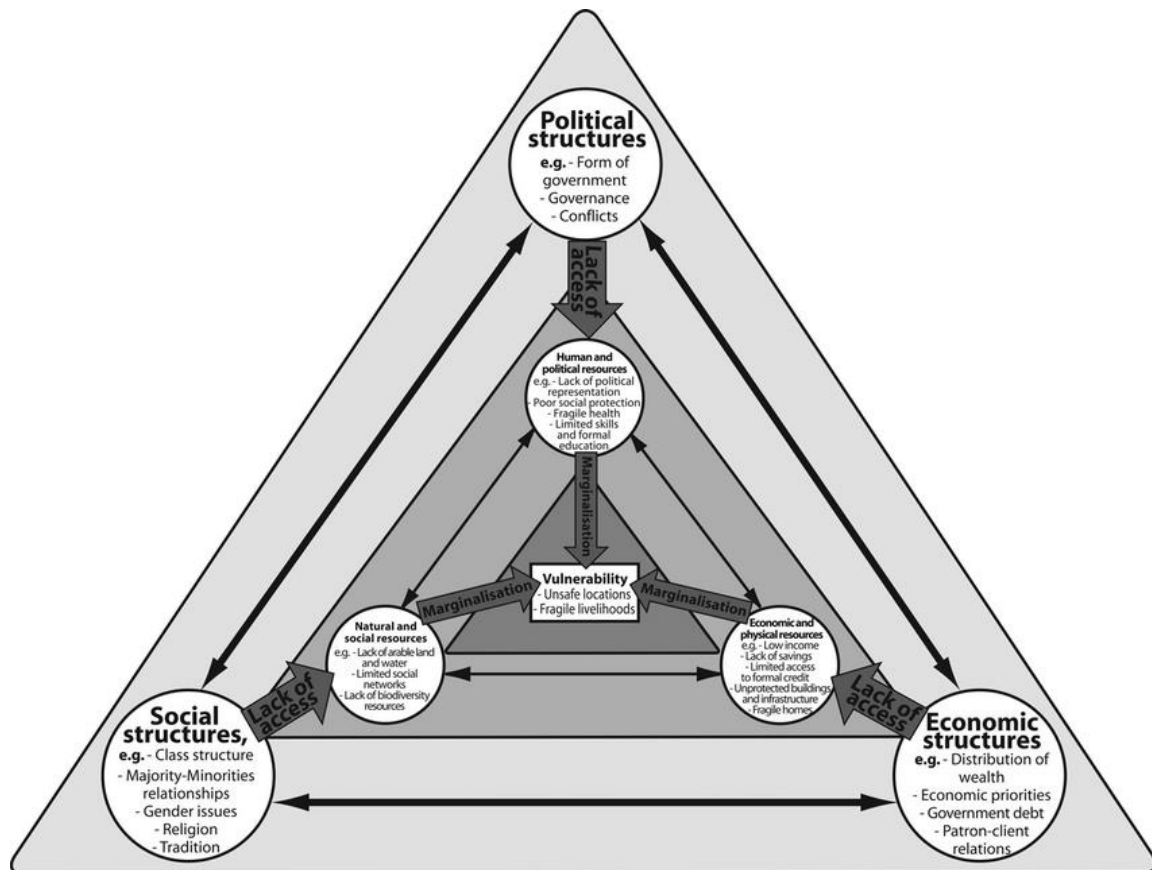 Political
structures
e.g. - Form of
government
- Governance
- Conflicts
Lack of
access
Human and
political resources
e.g. - Lack of political
representation
- Poor social protection
- Fragile health
- Limited skills
and formal
education
Marginalisation
Vulnerability
- Unsafe locations
- Fragile livelihoods
Marginalisation
Marginalisation
Natural and
social resources
e.g. - Lack of arable land
and water
- Limited social
networks
- Lack of biodiversity
resources
Economic and
physical resources
e.g. - Low income
- Lack of savings
- Limited access
to formal credit
- Unprotected buildings
and infrastructure
- Fragile homes
Lack of
access
Lack of
access
Social
structures,
e.g. - Class structure
- Majority-Minorities
relationships
- Gender issues
- Religion
- Tradition
Economic
structures
e.g. - Distribution of
wealth
- Economic priorities
- Government debt
- Patron-client
relations